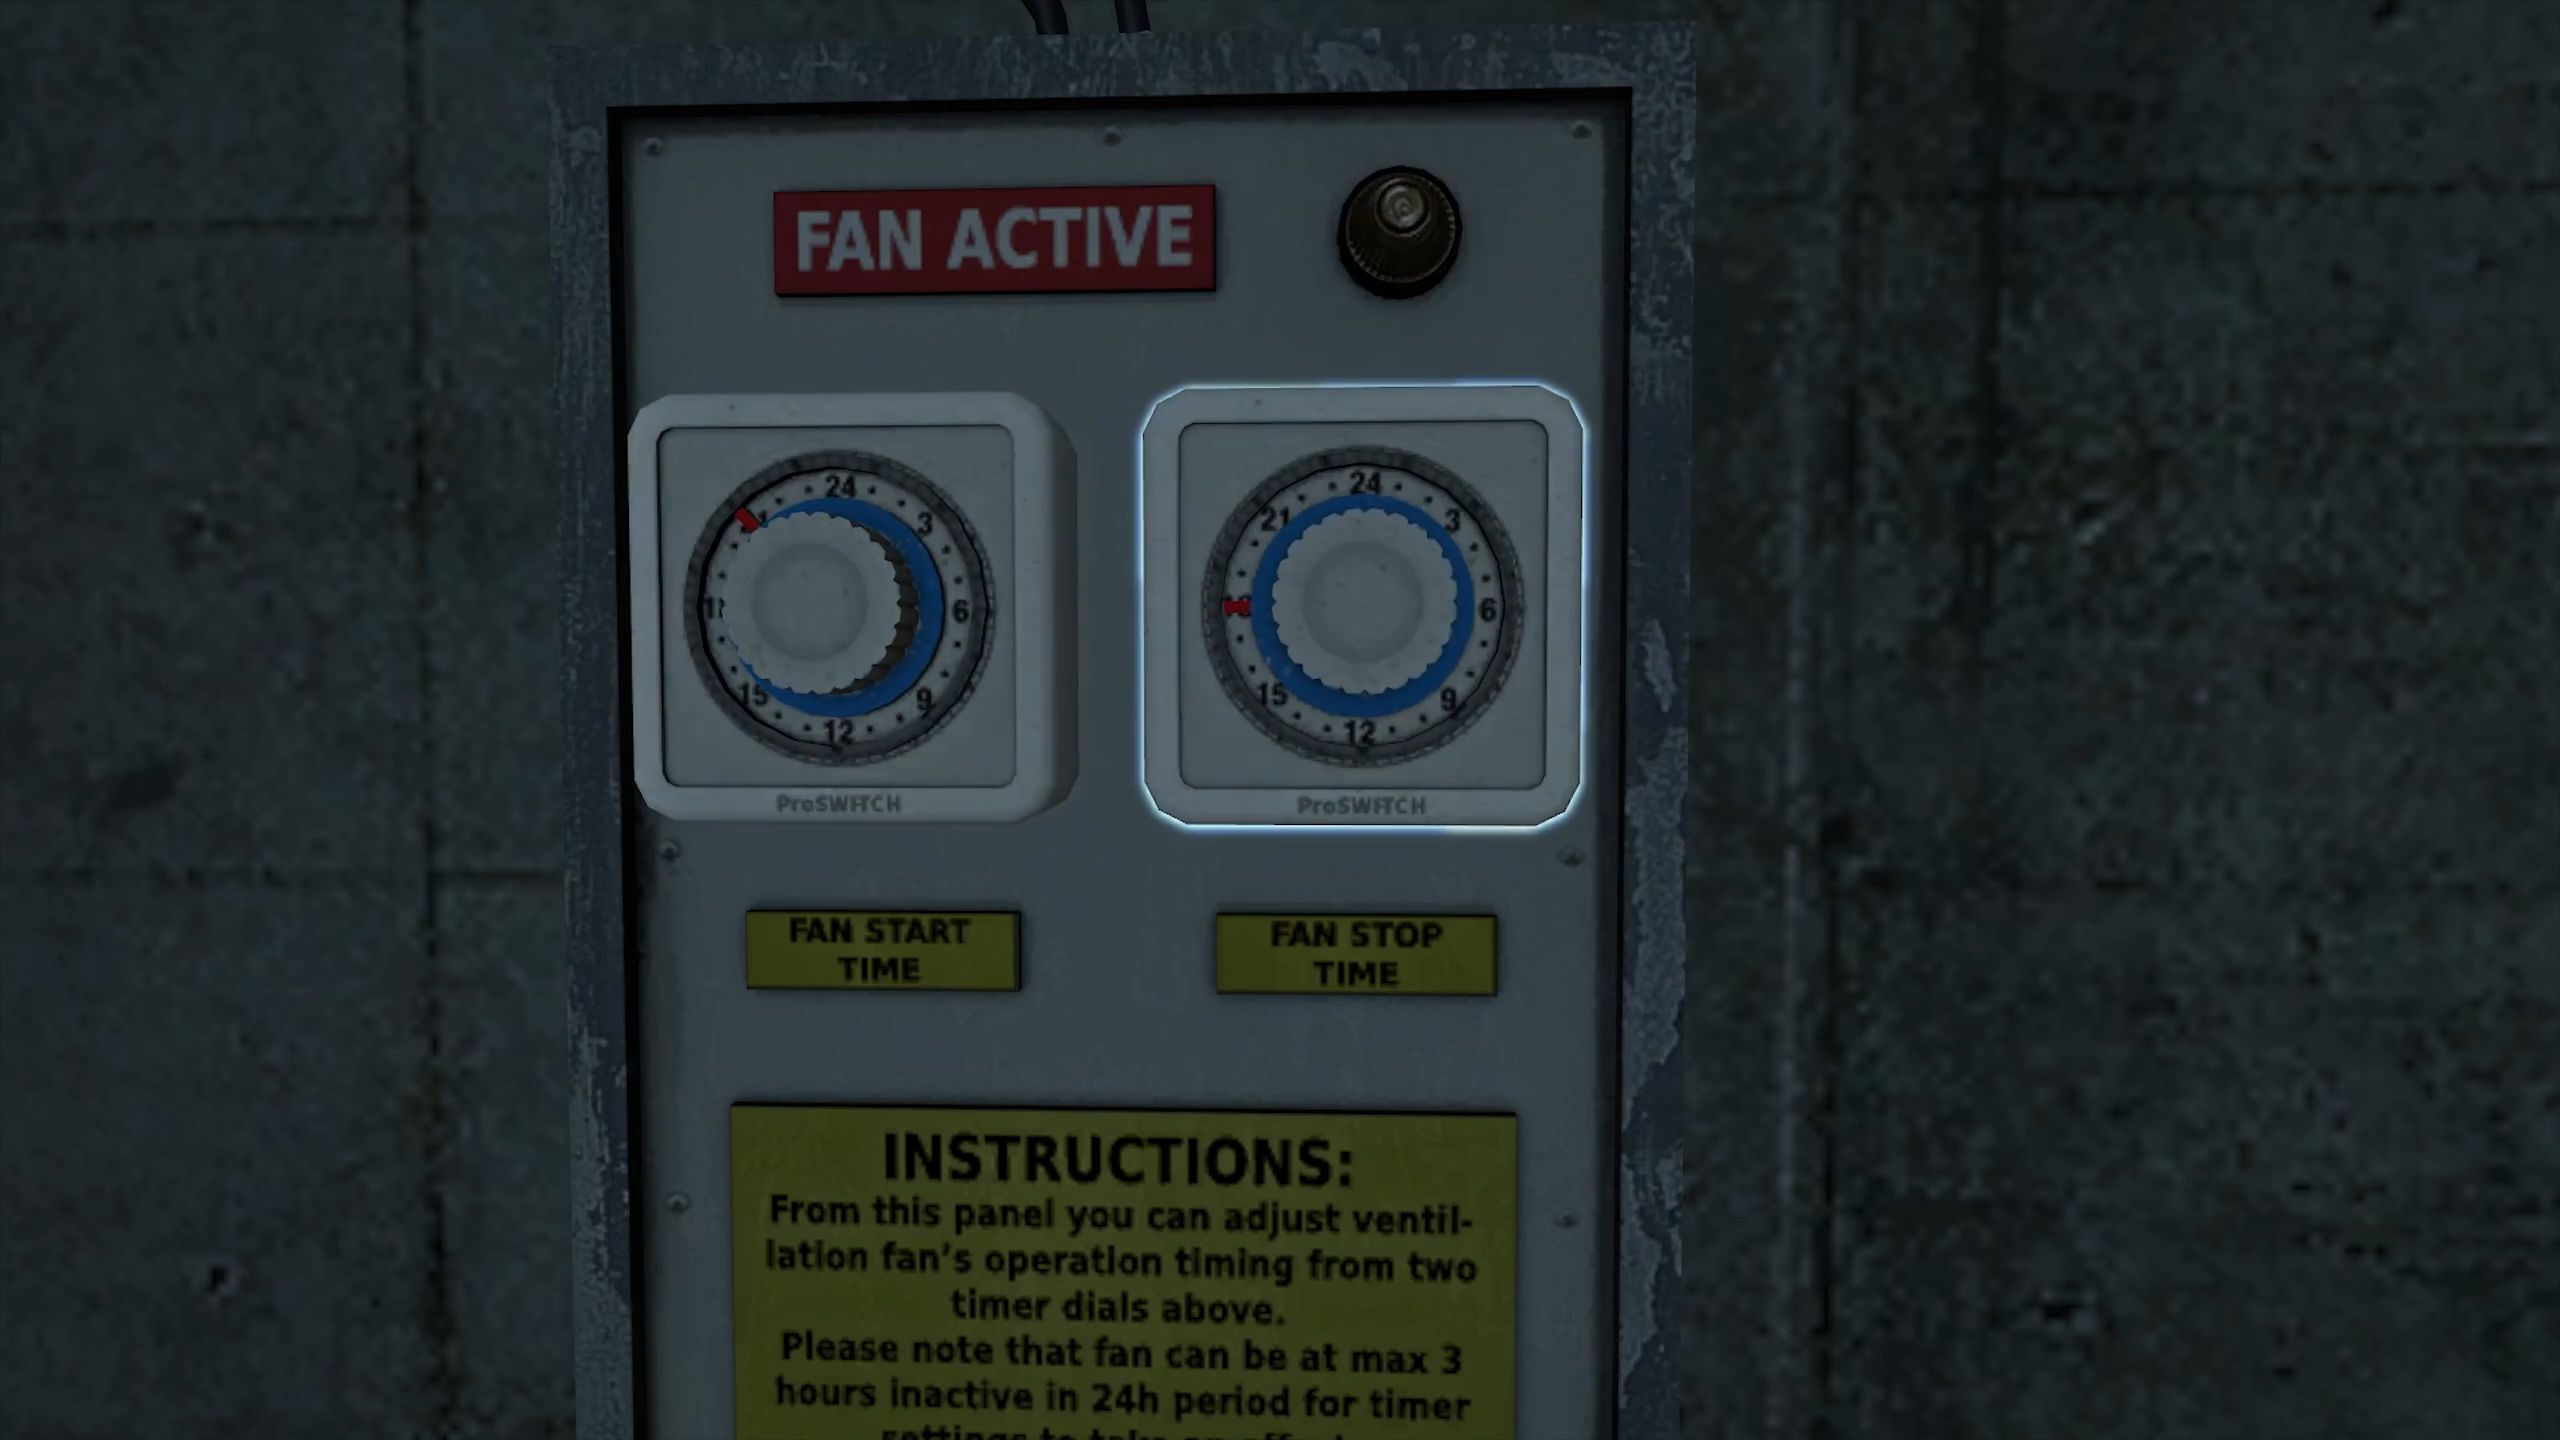 FAN ACTIVE
24
3
6
9
12
15
ProSWITCH
24
3
6
9
12
15
21
ProSWITCH
FAN START
TIME
FAN STOP
TIME
INSTRUCTIONS:
From this panel you can adjust ventil-
lation fan's operation timing from two
timer dials above.
Please note that fan can be at max 3
hours inactive in 24h period for timer